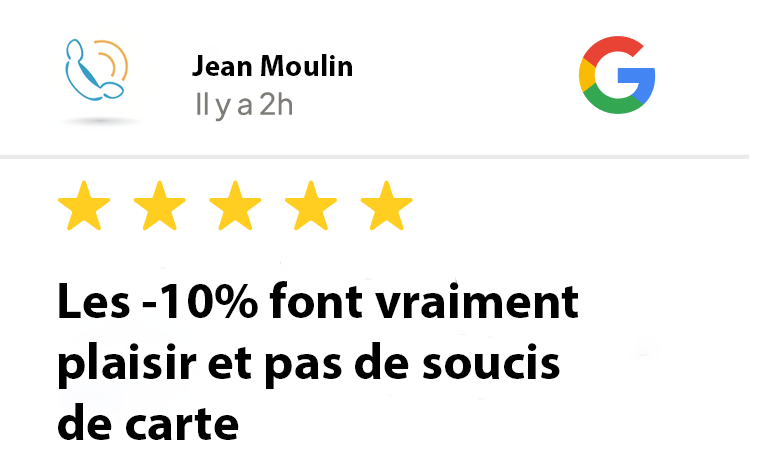 Jean Moulin
Il y a 2h
Les -10% font vraiment
plaisir et pas de soucis
de carte